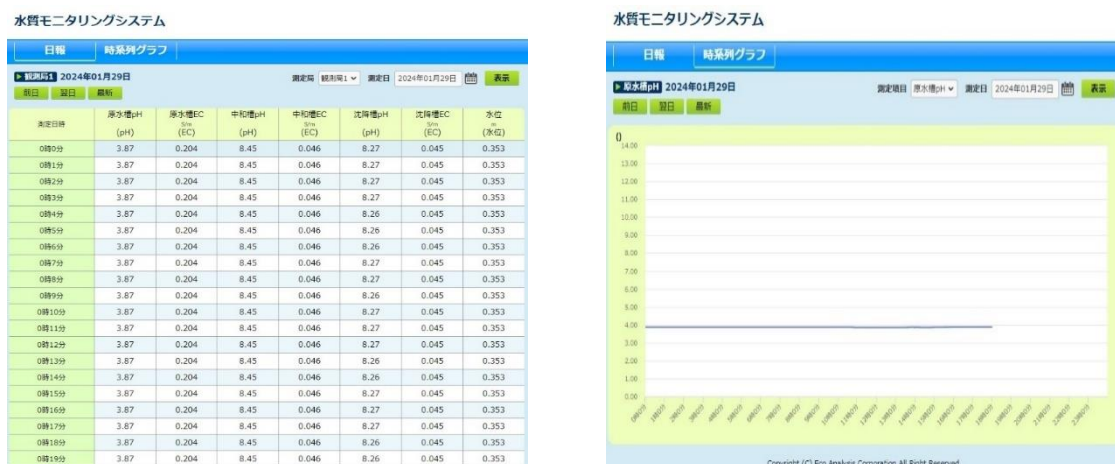 水質モニタリングシステム
日報 時系列グラフ
観測局1 2024年01月29日 測定局 観測局1 測定日 2024年01月29日 表示
前日 翌日 最新
測定日時 原水槽pH (pH) 原水槽EC S/m (EC) 中和槽pH (pH) 中和槽EC S/m (EC) 沈降槽pH (pH) 沈降槽EC S/m (EC) 水位 m (水位)
0時0分 3.87 0.204 8.45 0.046 8.27 0.045 0.353
0時1分 3.87 0.204 8.45 0.046 8.27 0.045 0.353
0時2分 3.87 0.204 8.45 0.046 8.27 0.045 0.353
0時3分 3.87 0.204 8.45 0.046 8.27 0.045 0.353
0時4分 3.87 0.204 8.45 0.046 8.26 0.045 0.353
0時5分 3.87 0.204 8.45 0.046 8.26 0.045 0.353
0時6分 3.87 0.204 8.45 0.046 8.26 0.045 0.353
0時7分 3.87 0.204 8.45 0.046 8.27 0.045 0.353
0時8分 3.87 0.204 8.45 0.046 8.27 0.045 0.353
0時9分 3.87 0.204 8.45 0.046 8.26 0.045 0.353
0時10分 3.87 0.204 8.45 0.046 8.27 0.045 0.353
0時11分 3.87 0.204 8.45 0.046 8.27 0.045 0.353
0時12分 3.87 0.204 8.45 0.046 8.27 0.045 0.353
0時13分 3.87 0.204 8.45 0.046 8.26 0.045 0.353
0時14分 3.87 0.204 8.45 0.046 8.26 0.045 0.353
0時15分 3.87 0.204 8.45 0.046 8.27 0.045 0.353
0時16分 3.87 0.204 8.45 0.046 8.27 0.045 0.353
0時17分 3.87 0.204 8.45 0.046 8.27 0.045 0.353
0時18分 3.87 0.204 8.45 0.046 8.26 0.045 0.353
0時19分 3.87 0.204 8.45 0.046 8.26 0.045 0.353
水質モニタリングシステム
日報 時系列グラフ
原水槽pH 2024年01月29日 測定項目 原水槽pH 測定日 2024年01月29日 表示
前日 翌日 最新
()
14.00
13.00
12.00
11.00
10.00
9.00
8.00
7.00
6.00
5.00
4.00
3.00
2.00
1.00
0.00
Copyright (C) Eco Analysis Corporation All Right Reserved.